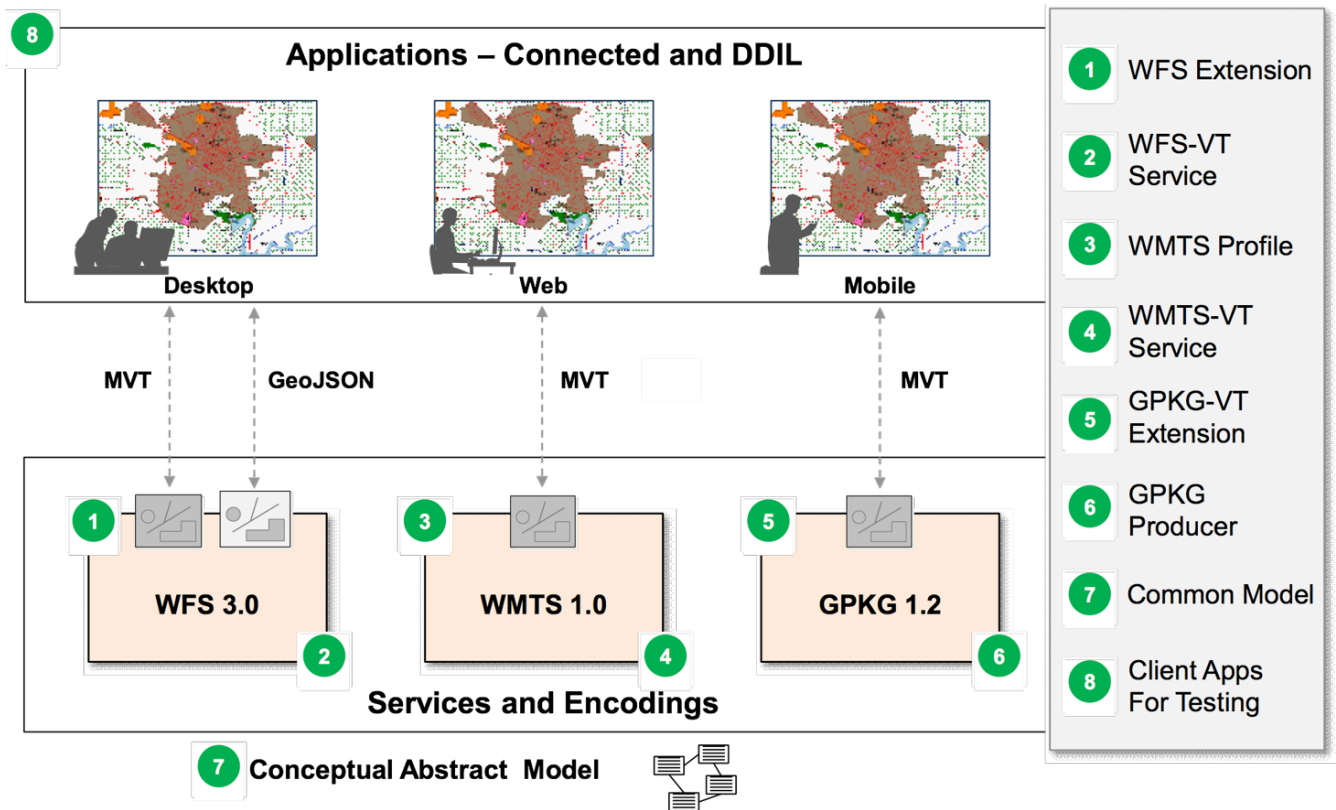 8
Applications – Connected and DDIL
Desktop
Web
Mobile
MVT
GeoJSON
MVT
MVT
1
3
5
WFS 3.0
WMTS 1.0
GPKG 1.2
2
4
6
Services and Encodings
7
Conceptual Abstract Model
1
WFS Extension
2
WFS-VT
Service
3
WMTS Profile
4
WMTS-VT
Service
5
GPKG-VT
Extension
6
GPKG
Producer
7
Common Model
8
Client Apps
For Testing